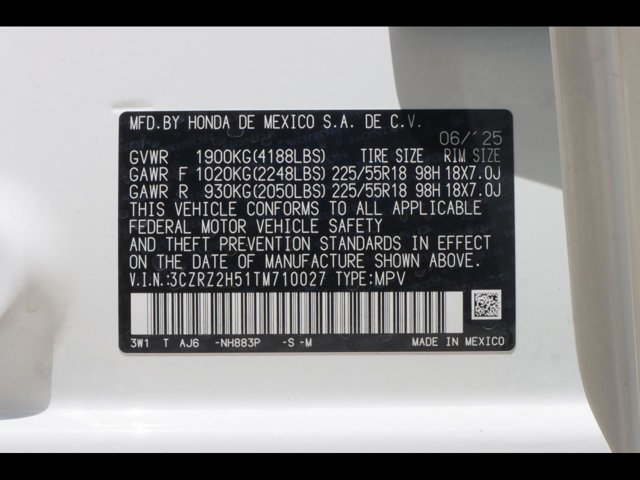 MFD.BY HONDA DE MEXICO S.A. DE C.V.
06/'25
GVWR 1900KG(4188LBS) TIRE SIZE RIM SIZE
GAWR F 1020KG(2248LBS) 225/55R18 98H 18X7.0J
GAWR R 930KG(2050LBS) 225/55R18 98H 18X7.0J
THIS VEHICLE CONFORMS TO ALL APPLICABLE
FEDERAL MOTOR VEHICLE SAFETY
AND THEFT PREVENTION STANDARDS IN EFFECT
ON THE DATE OF MANUFACTURE SHOWN ABOVE.
V.I.N.:3CZRZ2H51TM710027 TYPE:MPV
3W1 T AJ6 -NH883P -S -M MADE IN MEXICO